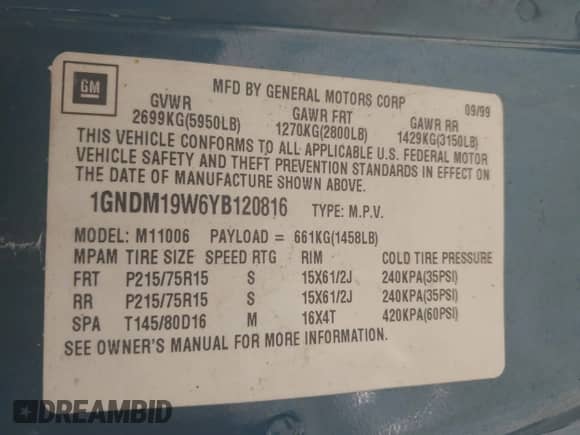 GM
MFD BY GENERAL MOTORS CORP 09/99
GVWR GAWR FRT GAWR RR
2699KG(5950LB) 1270KG(2800LB) 1429KG(3150LB)
THIS VEHICLE CONFORMS TO ALL APPLICABLE U.S. FEDERAL MOTOR
VEHICLE SAFETY AND THEFT PREVENTION STANDARDS IN EFFECT ON
THE DATE OF MANUFACTURE SHOWN ABOVE.
1GNDM19W6YB120816 TYPE: M.P.V.
MODEL: M11006 PAYLOAD = 661KG(1458LB)
MPAM TIRE SIZE SPEED RTG RIM COLD TIRE PRESSURE
FRT P215/75R15 S 15X61/2J 240KPA(35PSI)
RR P215/75R15 S 15X61/2J 240KPA(35PSI)
SPA T145/80D16 M 16X4T 420KPA(60PSI)
SEE OWNER'S MANUAL FOR MORE INFORMATION.
DREAMBID